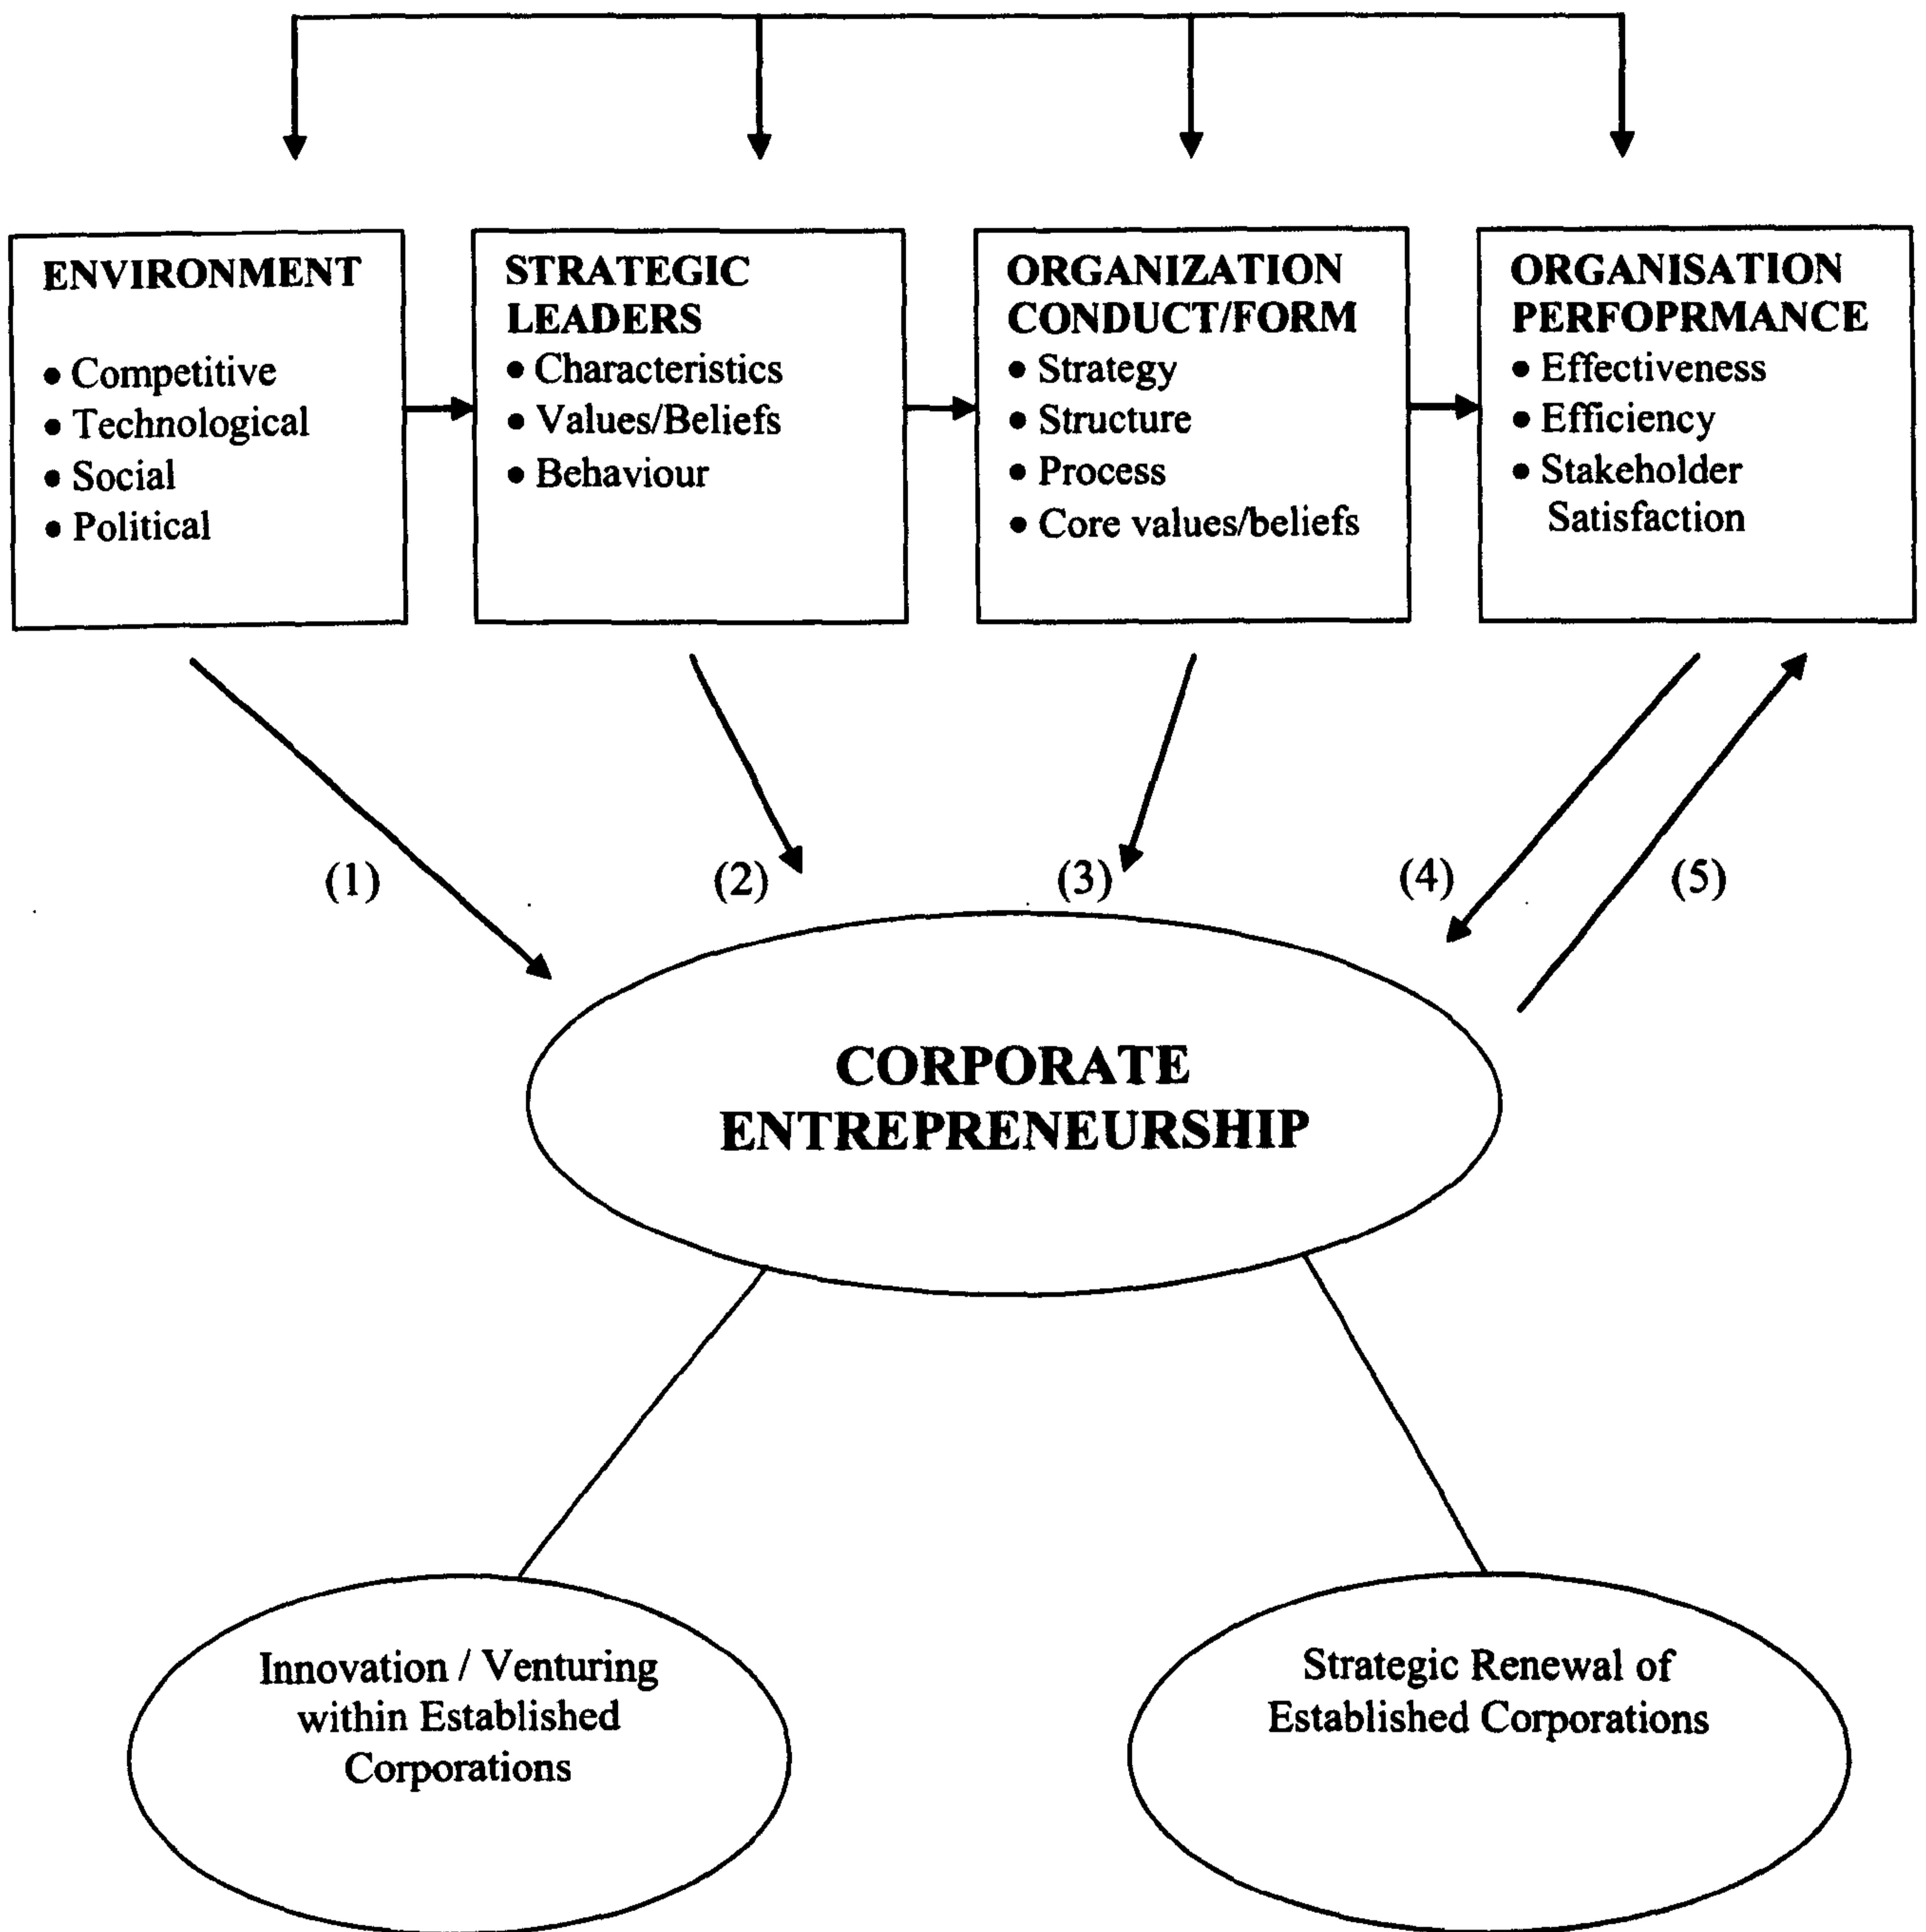 ENVIRONMENT
• Competitive
• Technological
• Social
• Political
STRATEGIC
LEADERS
• Characteristics
• Values/Beliefs
• Behaviour
ORGANIZATION
CONDUCT/FORM
• Strategy
• Structure
• Process
• Core values/beliefs
ORGANISATION
PERFOPRMANCE
• Effectiveness
• Efficiency
• Stakeholder
Satisfaction
(1)
(2)
(3)
(4)
(5)
CORPORATE
ENTREPRENEURSHIP
Innovation / Venturing
within Established
Corporations
Strategic Renewal of
Established Corporations